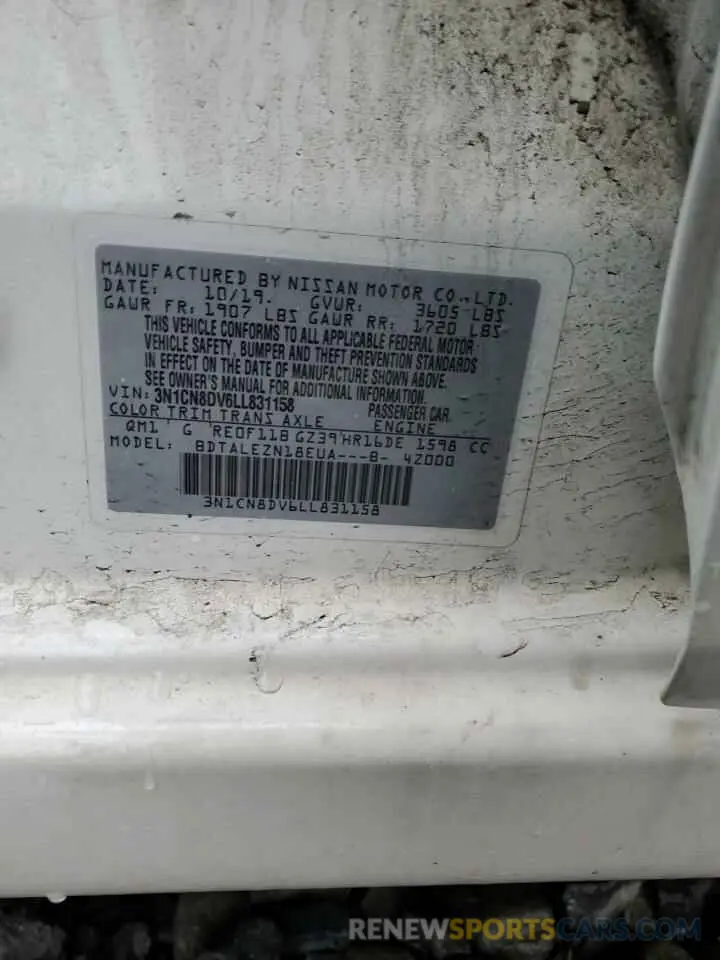 MANUFACTURED BY NISSAN MOTOR CO.,LTD.
DATE: 10/19. GVWR: 3605 LBS
GAWR FR: 1907 LBS GAWR RR: 1720 LBS
THIS VEHICLE CONFORMS TO ALL APPLICABLE FEDERAL MOTOR
VEHICLE SAFETY, BUMPER AND THEFT PREVENTION STANDARDS
IN EFFECT ON THE DATE OF MANUFACTURE SHOWN ABOVE.
SEE OWNER'S MANUAL FOR ADDITIONAL INFORMATION.
VIN: 3N1CN8DV6LL831158 PASSENGER CAR
COLOR TRIM TRANS AXLE ENGINE
QM1 G RE0F11B GZ39 HR16DE 1598 CC
MODEL: BDTALEZN18EUA---B- 42000
3N1CN8DV6LL831158
RENEWSPORTSCARS.COM